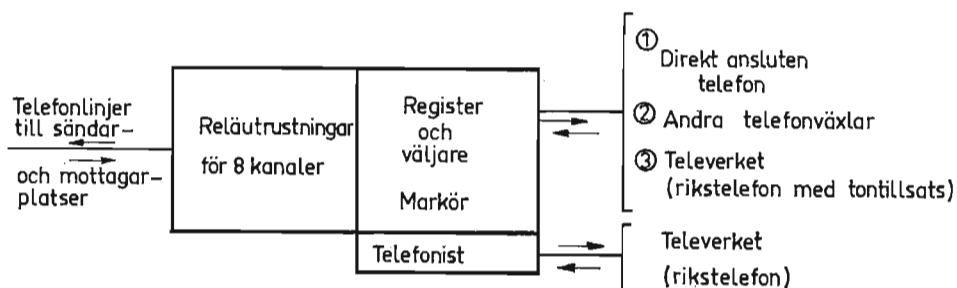 Telefonlinjer
till sändar-
och mottagar-
platser
Reläutrustningar
för 8 kanaler
Register
och
väljare
Markör
Telefonist
① Direkt ansluten
telefon
② Andra telefonväxlar
③ Televerket
(rikstelefon med tontillsats)
Televerket
(rikstelefon)